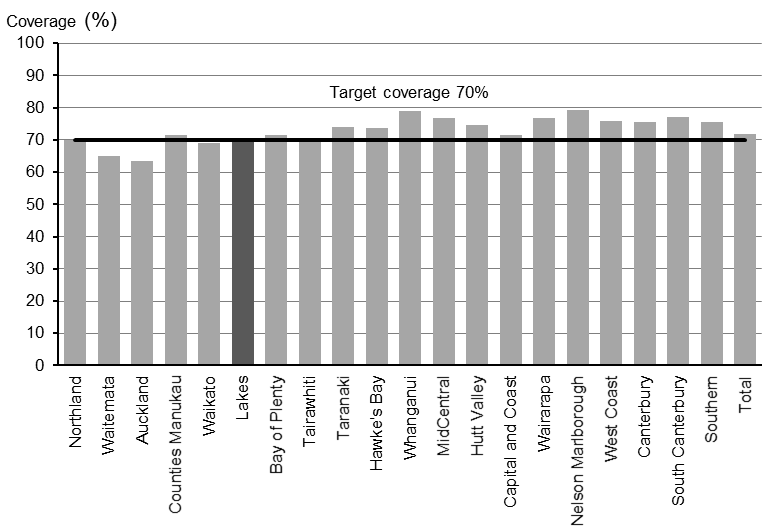 Coverage (%)
100
90
Target coverage 70%
80
70
60
50
40
30
20
10
0
Northland
Waitemata
Auckland
Counties Manukau
Waikato
Lakes
Bay of Plenty
Tairawhiti
Taranaki
Hawke's Bay
Whanganui
MidCentral
Hutt Valley
Capital and Coast
Wairarapa
Nelson Marlborough
West Coast
Canterbury
South Canterbury
Southern
Total